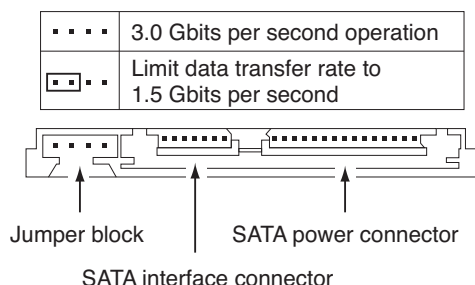 3.0 Gbits per second operation
Limit data transfer rate to
1.5 Gbits per second
Jumper block
SATA power connector
SATA interface connector